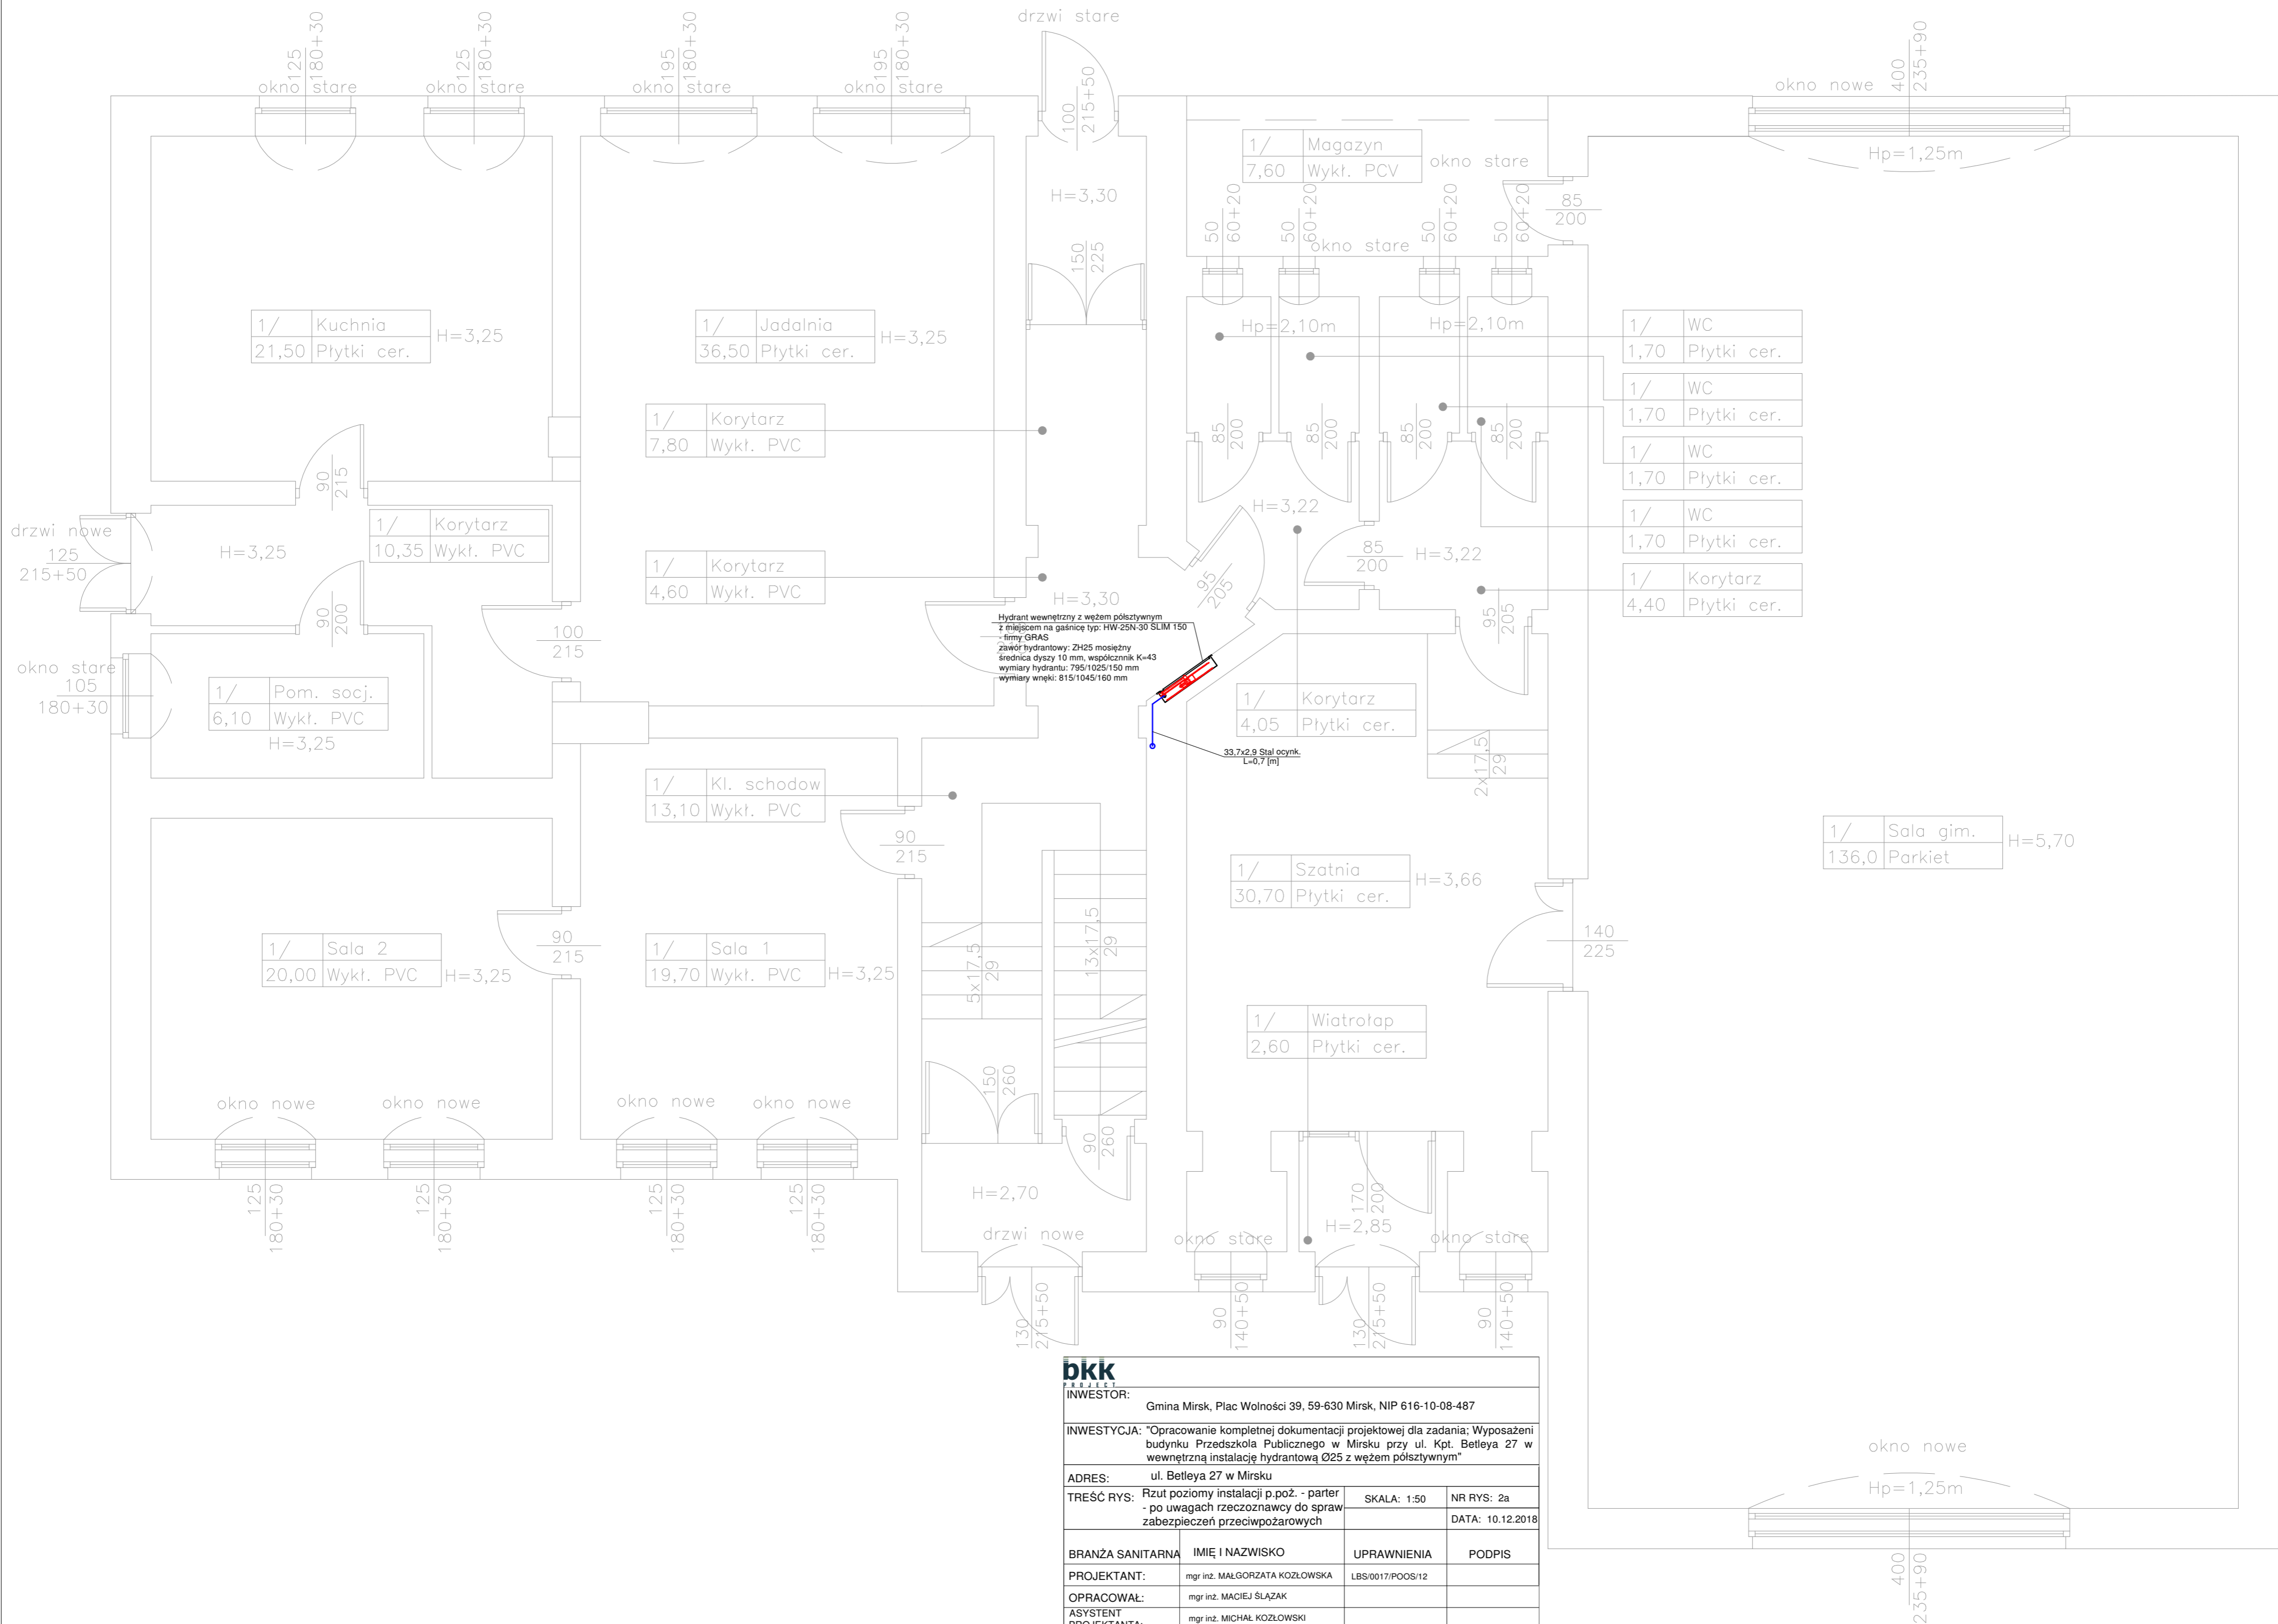 drzwi stare
125
180+30
okno stare
125
180+30
okno stare
195
180+30
okno stare
195
180+30
okno stare
100
215+50
okno nowe
400
235+90
Hp=1,25m
1/ Magazyn
7,60 Wykł. PCV
okno stare
H=3,30
85
200
50
60+20
50
60+20
okno stare
50
60+20
50
60+20
150
225
1/ Kuchnia
21,50 Płytki cer.
H=3,25
1/ Jadalnia
36,50 Płytki cer.
H=3,25
Hp=2,10m
Hp=2,10m
1/ WC
1,70 Płytki cer.
1/ WC
1,70 Płytki cer.
1/ WC
1,70 Płytki cer.
1/ WC
1,70 Płytki cer.
1/ Korytarz
4,40 Płytki cer.
1/ Korytarz
7,80 Wykł. PVC
85
200
85
200
85
200
85
200
90
215
H=3,22
drzwi nowe
125
215+50
H=3,25
1/ Korytarz
10,35 Wykł. PVC
1/ Korytarz
4,60 Wykł. PVC
85
200
H=3,22
95
205
H=3,30
90
200
100
215
95
205
Hydrant wewnętrzny z wężem półsztywnym
z miejscem na gaśnicę typ: HW-25N-30 SLIM 150
- firmy GRAS
zawór hydrantowy: ZH25 mosiężny
średnica dyszy 10 mm, współcznnik K=43
wymiary hydrantu: 795/1025/150 mm
wymiary wnęki: 815/1045/160 mm
okno stare
105
180+30
1/ Pom. socj.
6,10 Wykł. PVC
H=3,25
1/ Korytarz
4,05 Płytki cer.
33,7x2,9 Stal ocynk.
L=0,7 [m]
2x17,5
29
1/ Kl. schodow
13,10 Wykł. PVC
90
215
1/ Sala gim.
136,0 Parkiet
H=5,70
1/ Szatnia
30,70 Płytki cer.
H=3,66
1/ Sala 2
20,00 Wykł. PVC
H=3,25
90
215
1/ Sala 1
19,70 Wykł. PVC
H=3,25
5x17,5
29
13x17,5
29
140
225
1/ Wiatrołap
2,60 Płytki cer.
okno nowe
okno nowe
okno nowe
okno nowe
150
260
90
260
125
180+30
125
180+30
125
180+30
125
180+30
H=2,70
170
200
H=2,85
drzwi nowe
okno stare
okno stare
130
215+50
90
140+50
130
215+50
90
140+50
okno nowe
Hp=1,25m
400
235+90
bkk
PROJECT
INWESTOR:
Gmina Mirsk, Plac Wolności 39, 59-630 Mirsk, NIP 616-10-08-487
INWESTYCJA: "Opracowanie kompletnej dokumentacji projektowej dla zadania; Wyposażeni
budynku Przedszkola Publicznego w Mirsku przy ul. Kpt. Betleya 27 w
wewnętrzną instalację hydrantową Ø25 z wężem półsztywnym"
ADRES: ul. Betleya 27 w Mirsku
TREŚĆ RYS: Rzut poziomy instalacji p.poż. - parter
- po uwagach rzeczoznawcy do spraw
zabezpieczeń przeciwpożarowych
SKALA: 1:50
NR RYS: 2a
DATA: 10.12.2018
BRANŻA SANITARNA IMIĘ I NAZWISKO UPRAWNIENIA PODPIS
PROJEKTANT: mgr inż. MAŁGORZATA KOZŁOWSKA LBS/0017/POOS/12
OPRACOWAŁ: mgr inż. MACIEJ ŚLĄZAK
ASYSTENT
PROJEKTANTA: mgr inż. MICHAŁ KOZŁOWSKI